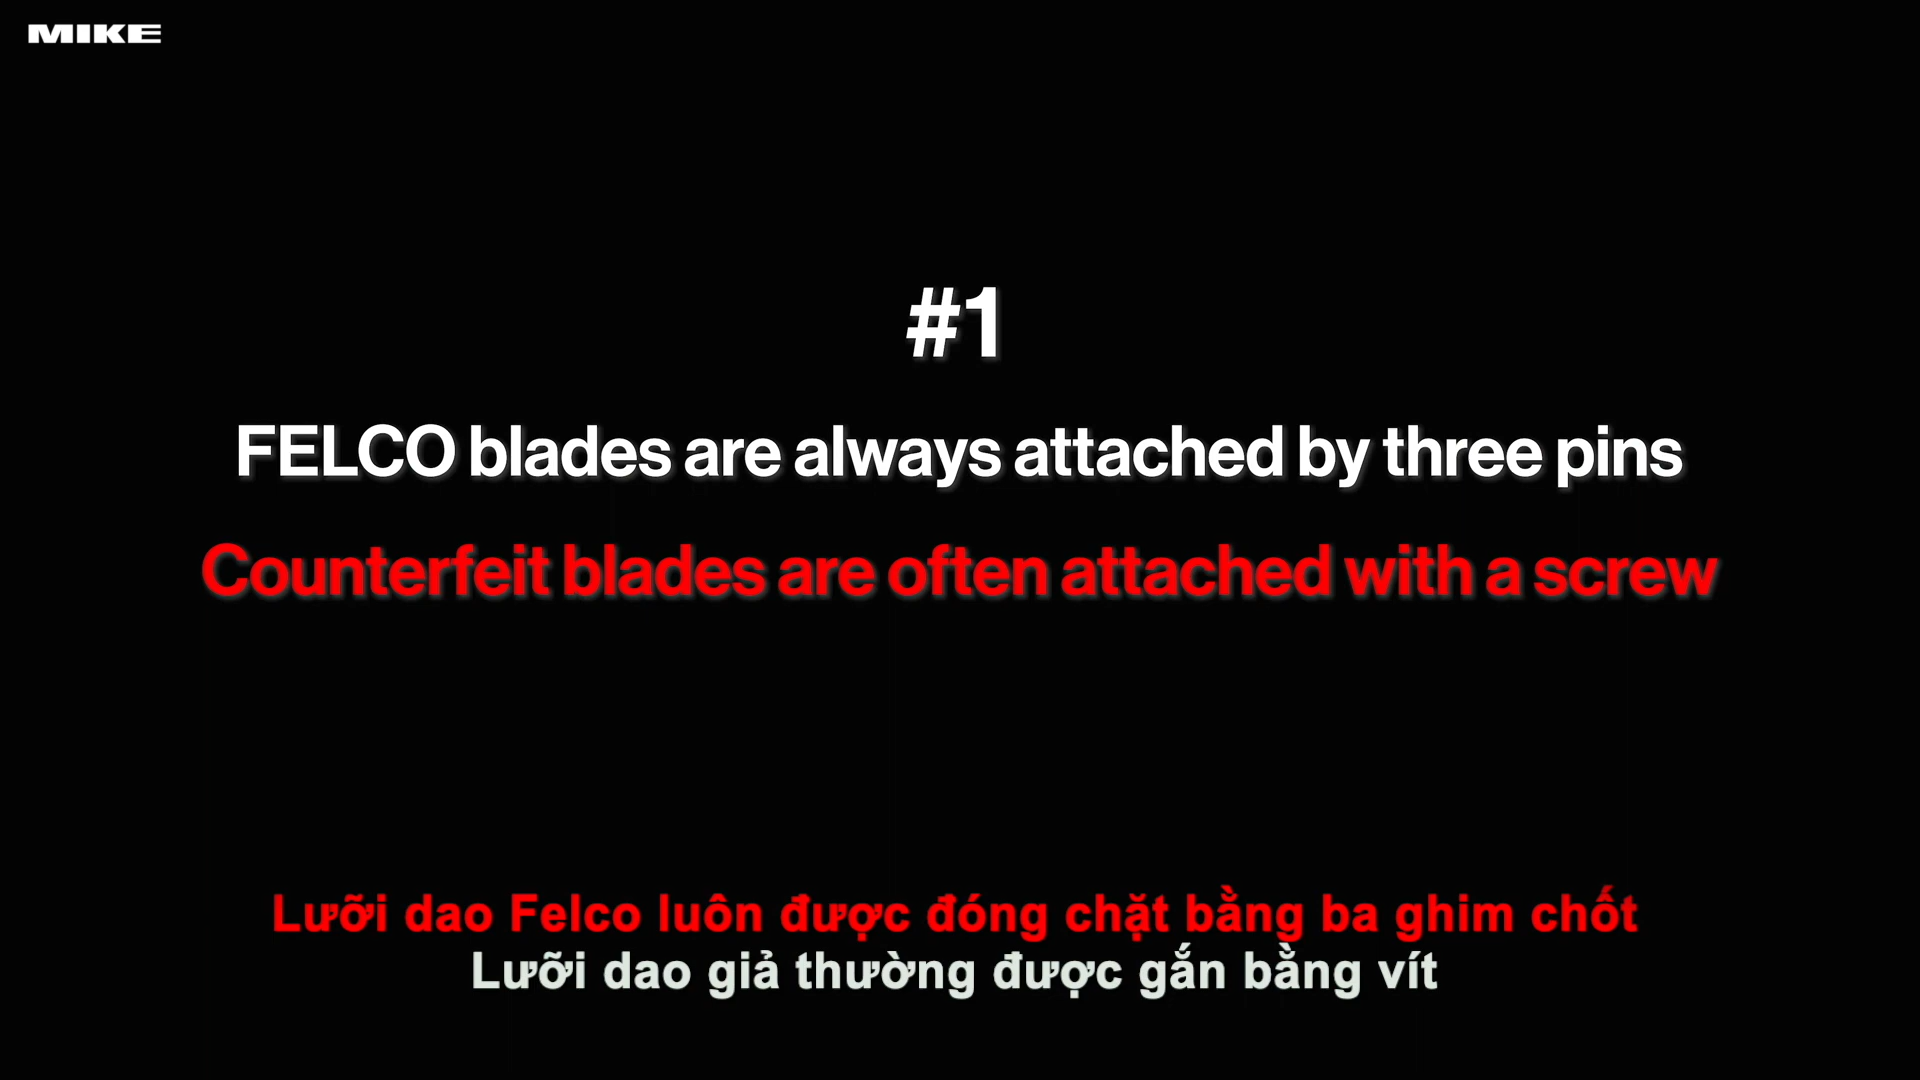 MIKE
#1
FELCO blades are always attached by three pins
Counterfeit blades are often attached with a screw
Lưỡi dao Felco luôn được đóng chặt bằng ba ghim chốt
Lưỡi dao giả thường được gắn bằng vít